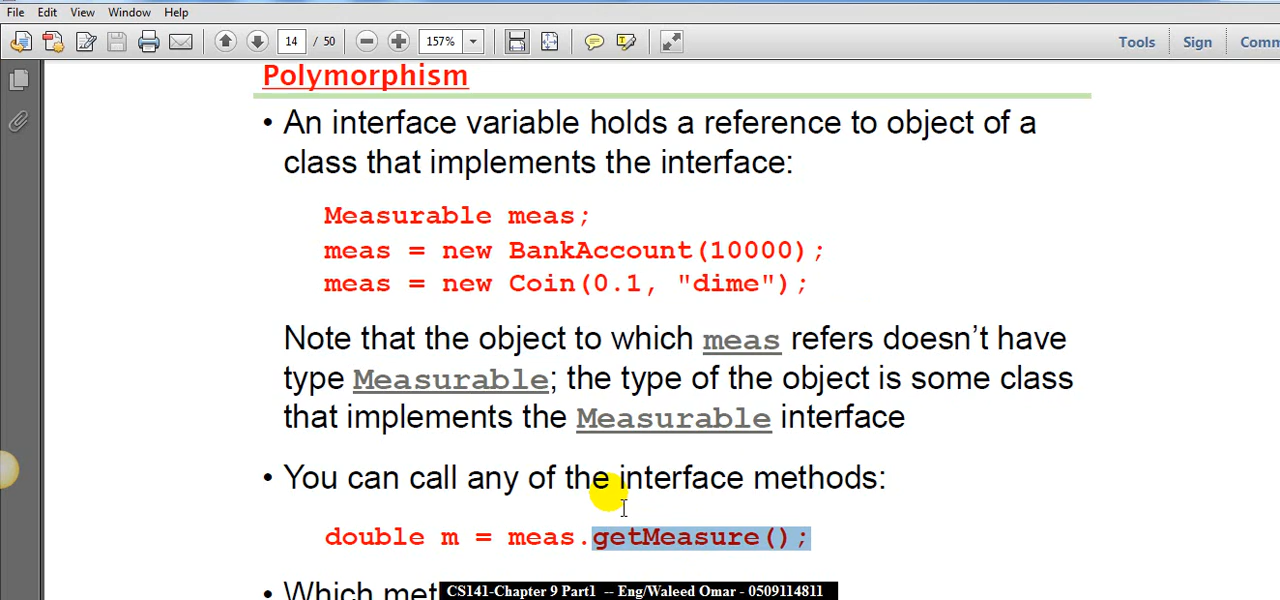 File Edit View Window Help
14 / 50 157% Tools Sign Comm
Polymorphism
• An interface variable holds a reference to object of a
class that implements the interface:
Measurable meas;
meas = new BankAccount(10000);
meas = new Coin(0.1, "dime");
Note that the object to which meas refers doesn’t have
type Measurable; the type of the object is some class
that implements the Measurable interface
• You can call any of the interface methods:
double m = meas.getMeasure();
• Which met
CS141-Chapter 9 Part1 -- Eng/Waleed Omar - 0509114811